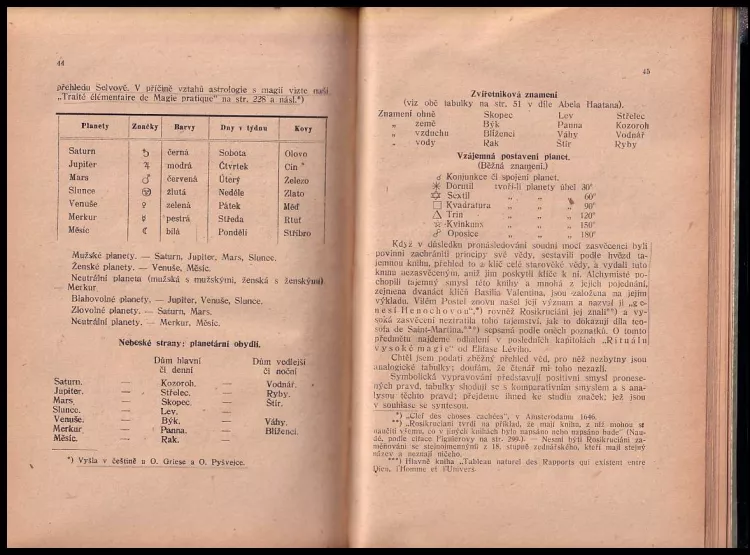 44
přehledu Selvově. V příčině vztahů astrologie s magií vizte naši
„Traité élémentaire de Magie pratique" na str. 228 a násl.*)
Planety Značky Barvy Dny v týdnu Kovy
Saturn ♄ černá Sobota Olovo
Jupiter ♃ modrá Čtvrtek Cín
Mars ♂ červená Úterý Železo
Slunce žlutá Neděle Zlato
Venuše ♀ zelená Pátek Měď
Merkur ☿ pestrá Středa Rtuť
Měsíc ☾ bílá Pondělí Stříbro
Mužské planety. — Saturn, Jupiter, Mars, Slunce.
Ženské planety. — Venuše, Měsíc.
Neutrální planeta (mužská s mužskými, ženská s ženskými)
— Merkur
Blahovolné planety. — Jupiter, Venuše, Slunce.
Zlovolné planety. — Saturn, Mars.
Neutrální planety. — Merkur, Měsíc.
Nebeské strany: planetární obydlí.
Dům hlavní Dům vedlejší
či denní či noční
Saturn. — Kozoroh. — Vodnář.
Jupiter. — Střelec. — Ryby.
Mars. — Skopec. — Štír.
Slunce. — Lev. —
Venuše. — Býk. — Váhy.
Merkur — Panna. — Blíženci.
Měsíc. — Rak. —
*) Vyšla v češtině u O. Griese a O. Pyšvejce.
45
Zvířetníková znamení
(viz obě tabulky na str. 51 v díle Abela Haatana).
Znamení ohně Skopec Lev Střelec
„ země Býk Panna Kozoroh
„ vzduchu Blíženci Váhy Vodnář
„ vody Rak Štír Ryby
Vzájemná postavení planet.
(Běžná znamení.)
☌ Konjunkce či spojení planet.
Dormil tvoří-li planety úhel 30°
Sextil „ „ „ 60°
□ Kvadratura „ „ „ 90°
△ Trin „ „ „ 120°
Kvinkunx „ „ „ 150°
☍ Oposice „ „ „ 180°
Když v důsledku pronásledování soudní mocí zasvěcenci byli
povinni zachrániti principy své vědy, sestavili podle hvězd ta-
jemnou knihu, přehled to a klíč celé starověké vědy, a vydali tuto
knihu nezasvěceným, aniž jim poskytli klíče k ní. Alchymisté po-
chopili tajemný smysl této knihy a mnohá z jejich pojednání,
zejména dvanáct klíčů Basilia Valentina, jsou založena na jejím
výkladu. Vilém Postel znovu našel její význam a nazval ji „ge-
nesí Henochovou",*) rovněž Rosikruciáni jej znali**) a vy-
soká zasvěcení neztratila toho tajemství, jak to dokazují díla teo-
sofa de Saint-Martina,***) sepsaná podle oněch poznatků. O tomto
předmětu najdeme odhalení v posledních kapitolách „Rituálu
vysoké magie" od Elifase Léviho.
Chtěl jsem podati zběžný přehled věd, pro něž nezbytny jsou
analogické tabulky; doufám, že čtenář mi toho nezazlí.
Symbolická vypravování představují positivní smysl pronese-
ných pravd, tabulky shodují se s komparativním smyslem a s ana-
lysou těchto pravd; přejdeme ihned ke studiu značek, jež jsou
v souhlase se syntesou.
*) „Clef des choses cachées", v Amsterodamu 1646.
**) „Rosikruciáni tvrdí na příklad, že mají knihu, z níž mohou se
naučiti všemu, co v jiných knihách bylo napsáno nebo napsáno bude" (Nau-
dé, podle citace Figuierovy na str. 299.). — Nesmí býti Rosikruciáni za-
měňováni se stejnojmennými z 18. stupně zednářského, kteří mají stejný
název a neznají ničeho.
***) Hlavně kniha „Tableau naturel des Rapports qui existent entre
Dieu, l'Homme et l'Univers.